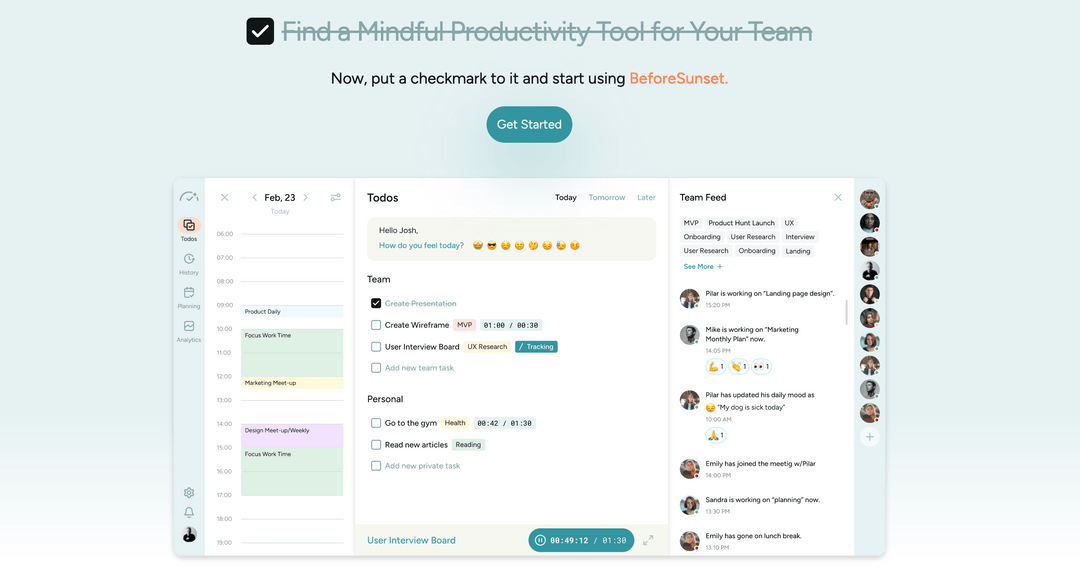 Find a Mindful Productivity Tool for Your Team
Now, put a checkmark to it and start using BeforeSunset.
Get Started
Todos
History
Planning
Analytics
Feb, 23
Today
06:00
07:00
08:00
09:00
Product Daily
10:00
Focus Work Time
11:00
12:00
Marketing Meet-up
13:00
14:00
Design Meet-up/Weekly
15:00
Focus Work Time
16:00
17:00
18:00
19:00
Todos
Today Tomorrow Later
Hello Josh,
How do you feel today?
Team
Create Presentation
Create Wireframe MVP 01:00 / 00:30
User Interview Board UX Research / Tracking
Add new team task
Personal
Go to the gym Health 00:42 / 01:30
Read new articles Reading
Add new private task
User Interview Board 00:49:12 / 01:30
Team Feed
MVP Product Hunt Launch UX
Onboarding User Research Interview
User Research Onboarding Landing
See More +
Pilar is working on “Landing page design”.
15:20 PM
Mike is working on “Marketing
Monthly Plan” now.
14:05 PM
💪 1 👏 1 👀 1
Pilar has updated his daily mood as
😔 “My dog is sick today”
10:00 AM
🙏 1
Emily has joined the meetig w/Pilar
14:00 PM
Sandra is working on “planning” now.
13:30 PM
Emily has gone on lunch break.
13:10 PM